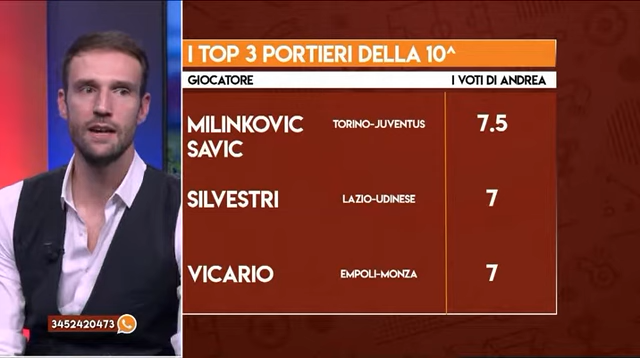 I TOP 3 PORTIERI DELLA 10^
GIOCATORE I VOTI DI ANDREA
MILINKOVIC SAVIC TORINO-JUVENTUS 7.5
SILVESTRI LAZIO-UDINESE 7
VICARIO EMPOLI-MONZA 7
3452420473